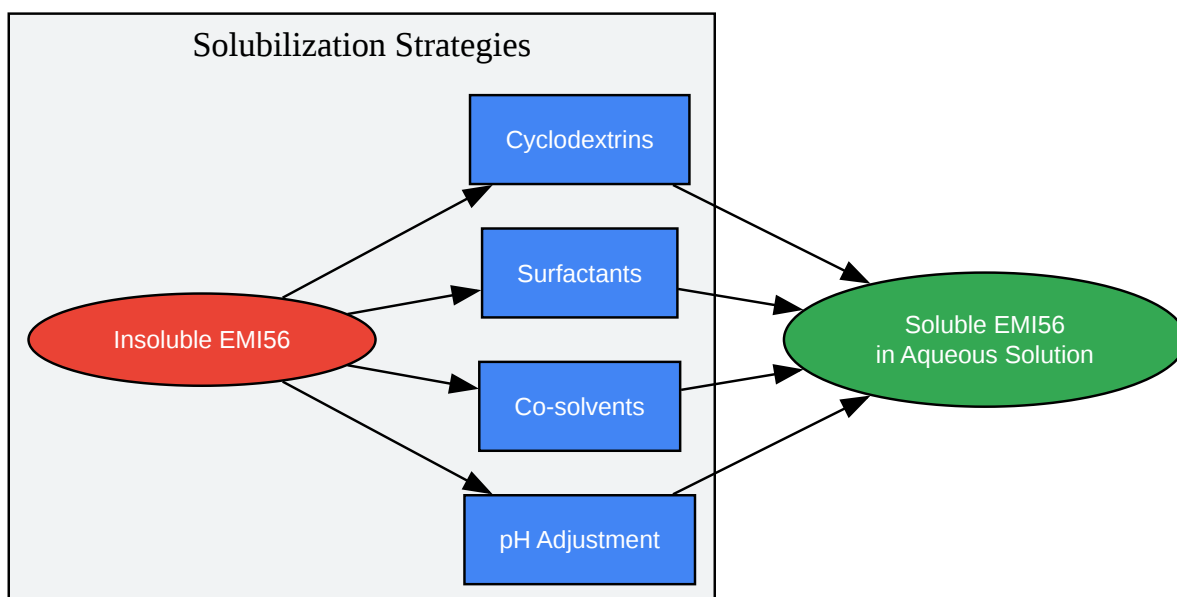 Solubilization Strategies
Cyclodextrins
Surfactants
Insoluble EMI56
Soluble EMI56
in Aqueous Solution
Co-solvents
pH Adjustment